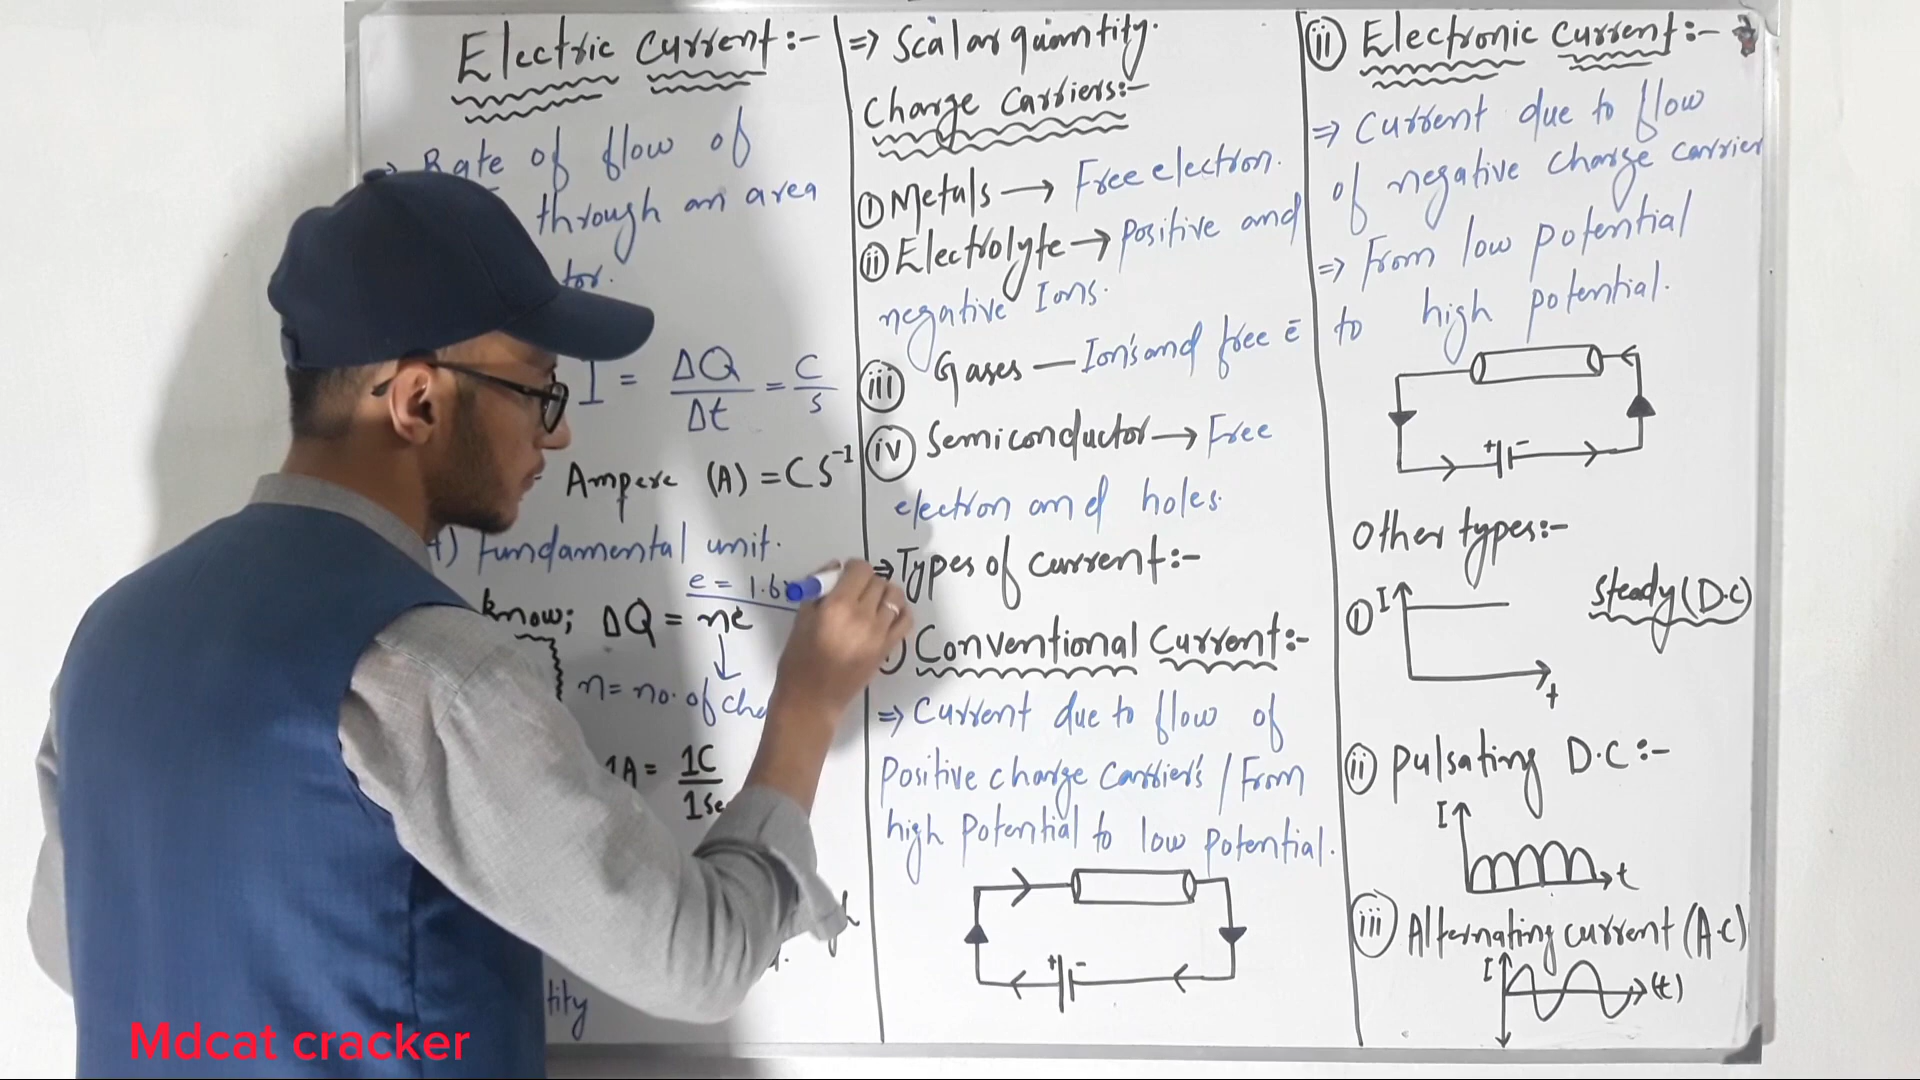 Electric Current:-
⇒ Rate of flow of
through an area
tor.
I = ΔQ/Δt = C/s
Ampere (A) = CS⁻¹
A) fundamental unit.
e = 1.6
know; ΔQ = ne
n = no. of cha
1A = 1C/1Se
tity
⇒ Scalar quantity.
Charge Carriers:-
(i) Metals → Free electron.
(ii) Electrolyte → Positive and
negative Ions.
(iii) Gases — Ion's and free ē
(iv) Semiconductor → Free
electron and holes.
⇒ Types of current:-
) Conventional Current:-
⇒ Current due to flow of
Positive charge Carrier's / From
high Potential to low Potential.
+ -
(ii) Electronic Current:-
⇒ Current due to flow
of negative charge carrier
⇒ From low potential
to high potential.
+ -
Other types:-
(i) I t Steady (D.C)
(ii) Pulsating D.C:-
I t
(iii) Alternating current (A.C)
I (t)
Mdcat cracker